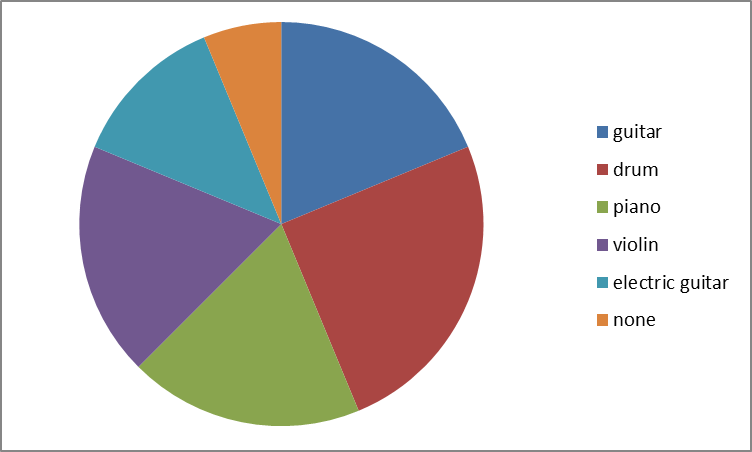 guitar
drum
piano
violin
electric guitar
none